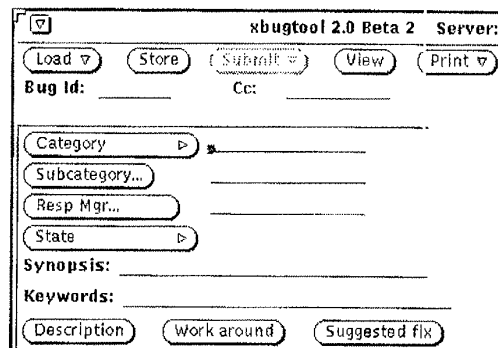 xbugtool 2.0 Beta 2 Server:
Load Store Submit View Print
Bug Id: Cc:
Category
Subcategory...
Resp Mgr...
State
Synopsis:
Keywords:
Description Work around Suggested fix